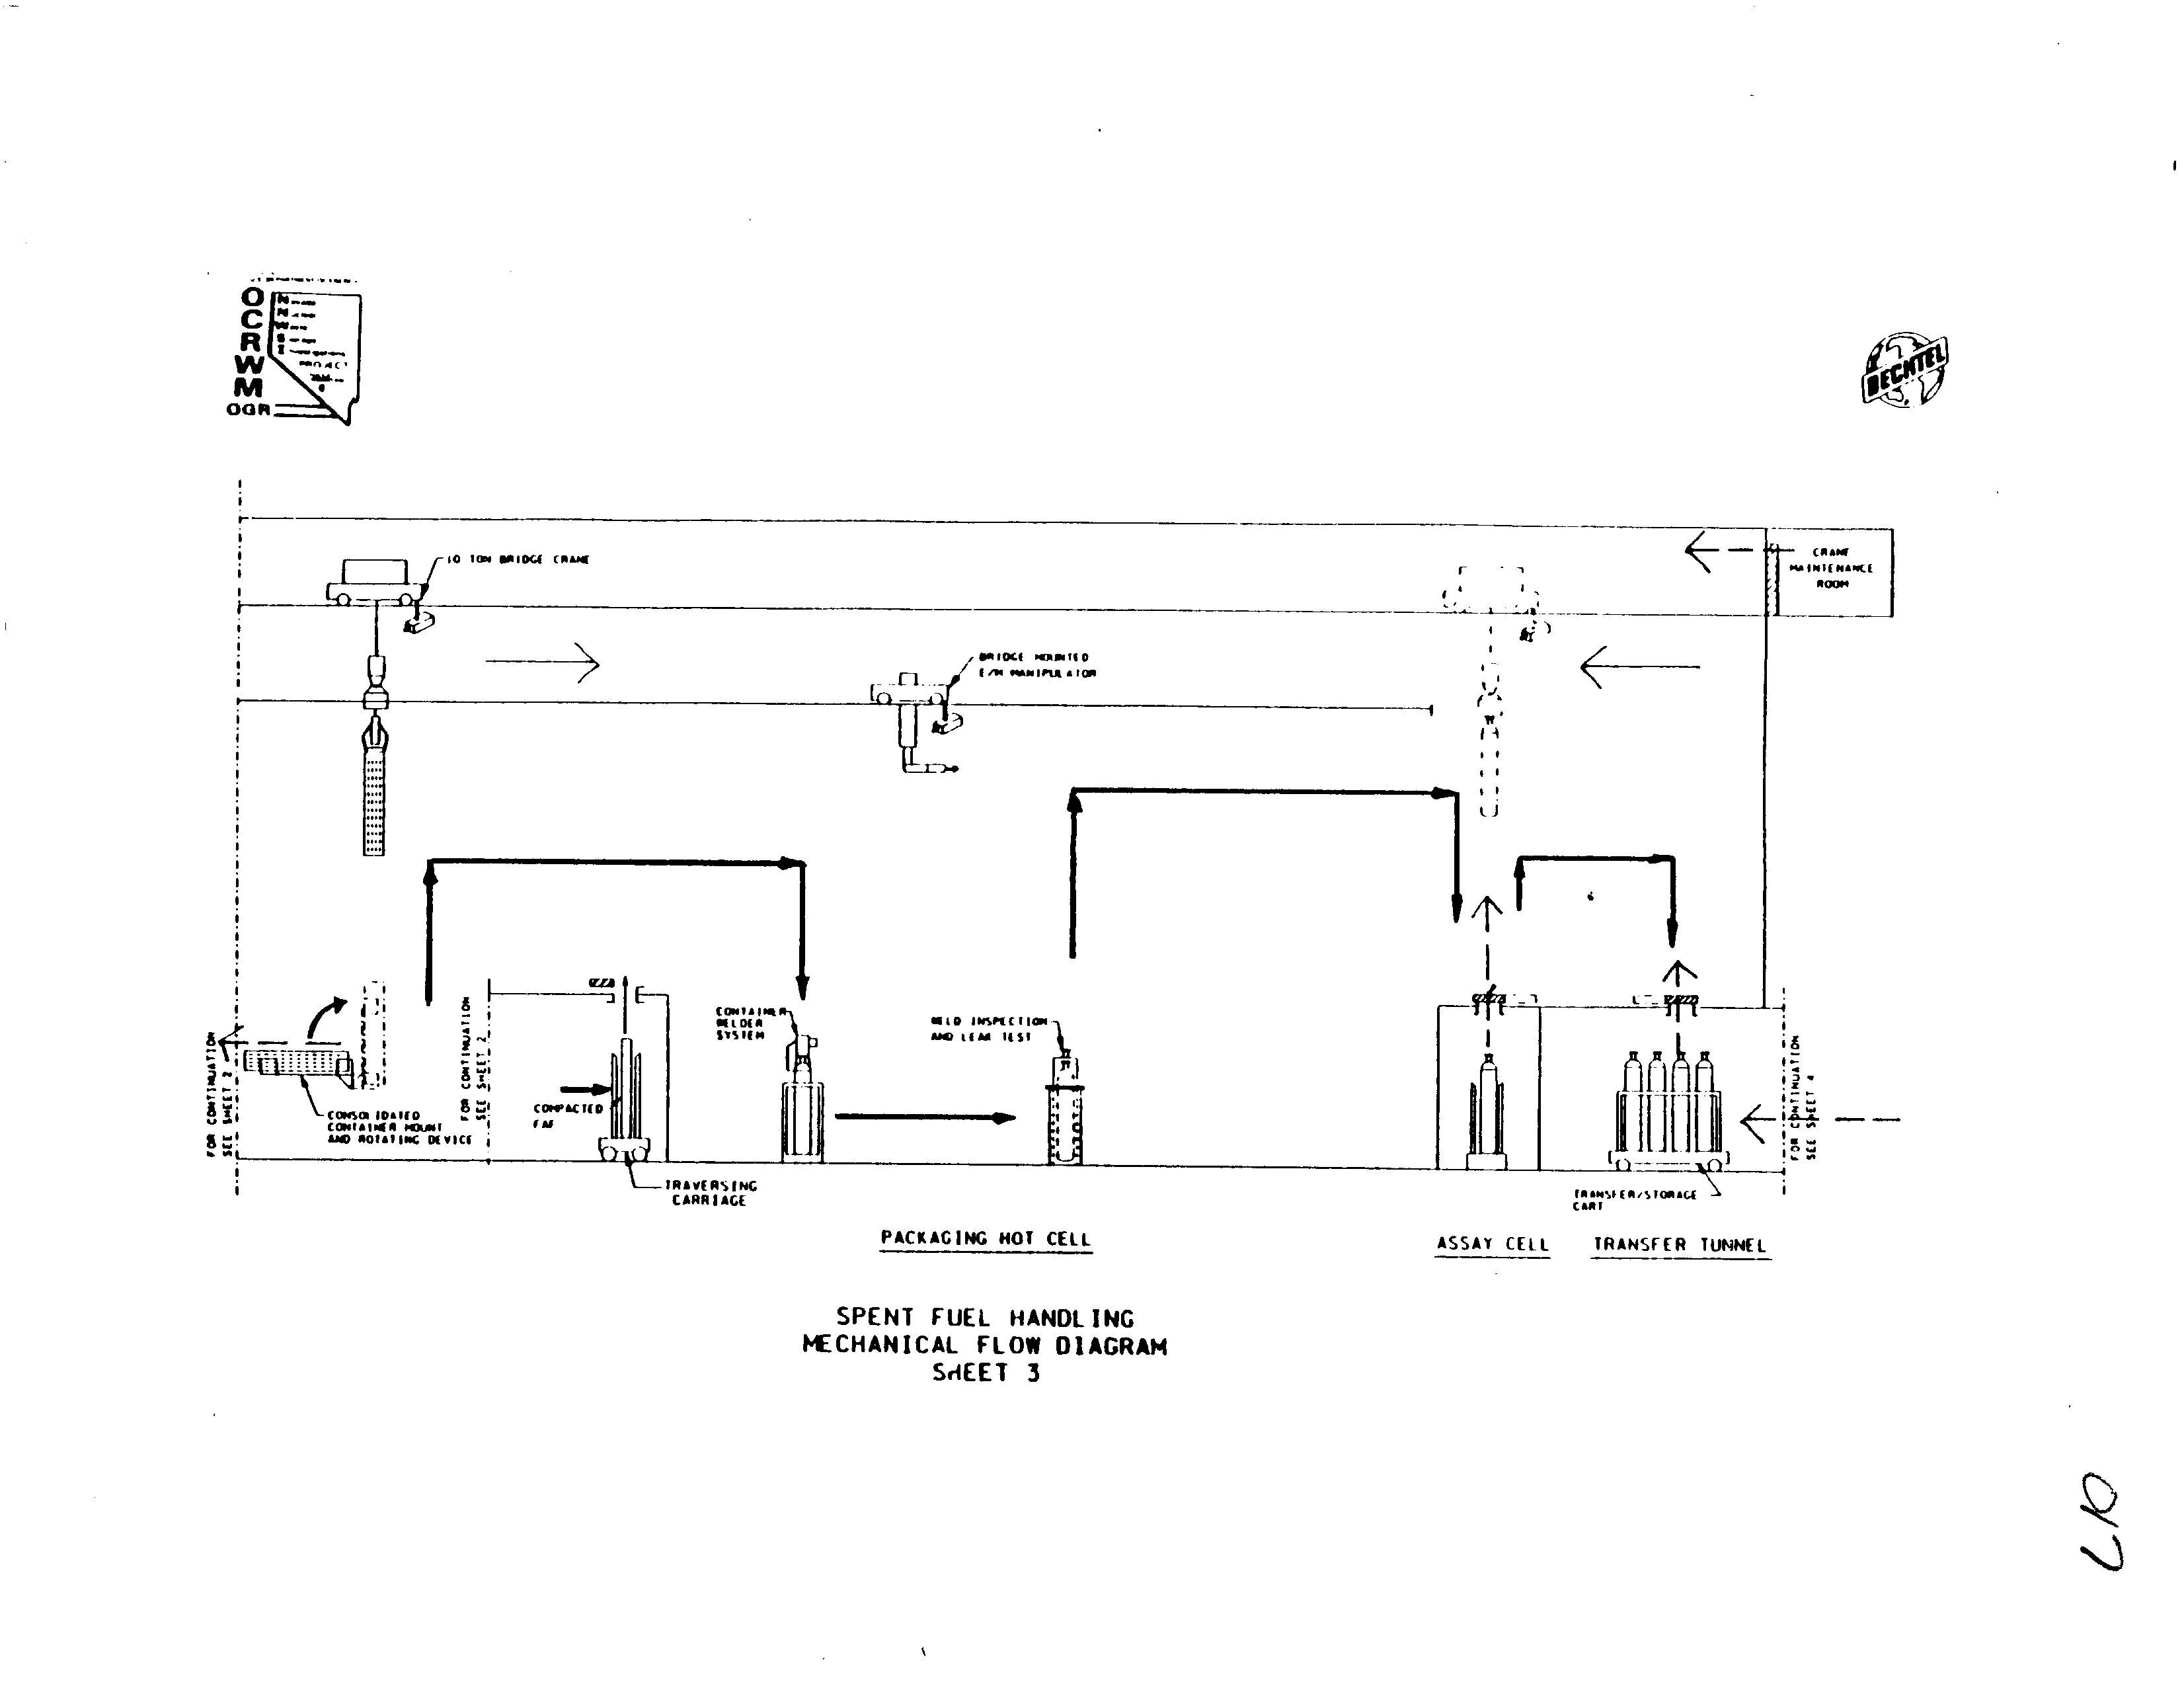 OCRWM
OGR
N
N
W
S
I
PROJECT
BECHTEL
10 TON BRIDGE CRANE
CRANE
MAINTENANCE
ROOM
BRIDGE MOUNTED
E/M MANIPULATOR
FOR CONTINUATION
SEE SHEET 2
CONSOLIDATED
CONTAINER MOUNT
AND ROTATING DEVICE
FOR CONTINUATION
SEE SHEET 2
COMPACTED
TRAVERSING
CARRIAGE
CONTAINER
WELDER
SYSTEM
WELD INSPECTION
AND LEAK TEST
FOR CONTINUATION
SEE SHEET 4
TRANSFER/STORAGE
CART
PACKAGING HOT CELL
ASSAY CELL
TRANSFER TUNNEL
SPENT FUEL HANDLING
MECHANICAL FLOW DIAGRAM
SHEET 3